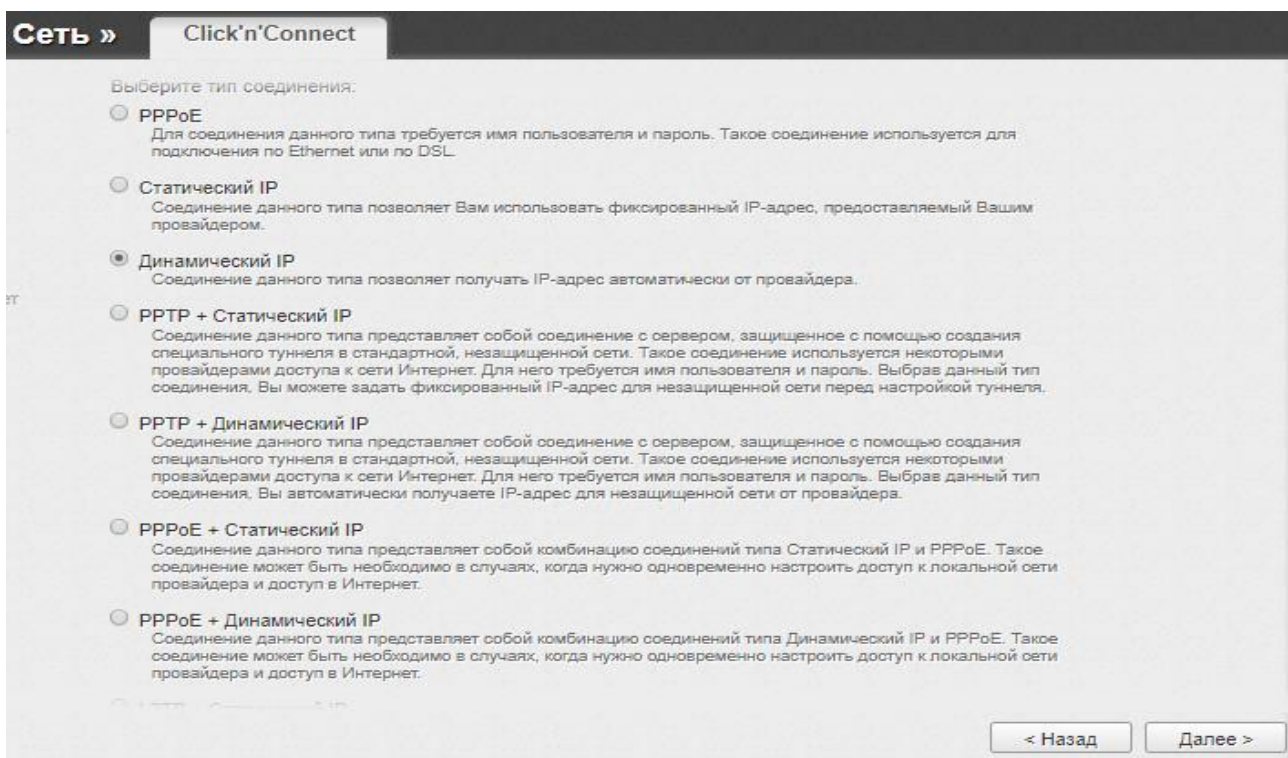 Сеть »
Click'n'Connect
Выберите тип соединения:
PPPoE
Для соединения данного типа требуется имя пользователя и пароль. Такое соединение используется для
подключения по Ethernet или по DSL.
Статический IP
Соединение данного типа позволяет Вам использовать фиксированный IP-адрес, предоставляемый Вашим
провайдером.
Динамический IP
Соединение данного типа позволяет получать IP-адрес автоматически от провайдера.
PPTP + Статический IP
Соединение данного типа представляет собой соединение с сервером, защищенное с помощью создания
специального туннеля в стандартной, незащищенной сети. Такое соединение используется некоторыми
провайдерами доступа к сети Интернет. Для него требуется имя пользователя и пароль. Выбрав данный тип
соединения, Вы можете задать фиксированный IP-адрес для незащищенной сети перед настройкой туннеля.
PPTP + Динамический IP
Соединение данного типа представляет собой соединение с сервером, защищенное с помощью создания
специального туннеля в стандартной, незащищенной сети. Такое соединение используется некоторыми
провайдерами доступа к сети Интернет. Для него требуется имя пользователя и пароль. Выбрав данный тип
соединения, Вы автоматически получаете IP-адрес для незащищенной сети от провайдера.
PPPoE + Статический IP
Соединение данного типа представляет собой комбинацию соединений типа Статический IP и PPPoE. Такое
соединение может быть необходимо в случаях, когда нужно одновременно настроить доступ к локальной сети
провайдера и доступ в Интернет.
PPPoE + Динамический IP
Соединение данного типа представляет собой комбинацию соединений типа Динамический IP и PPPoE. Такое
соединение может быть необходимо в случаях, когда нужно одновременно настроить доступ к локальной сети
провайдера и доступ в Интернет.
< Назад
Далее >